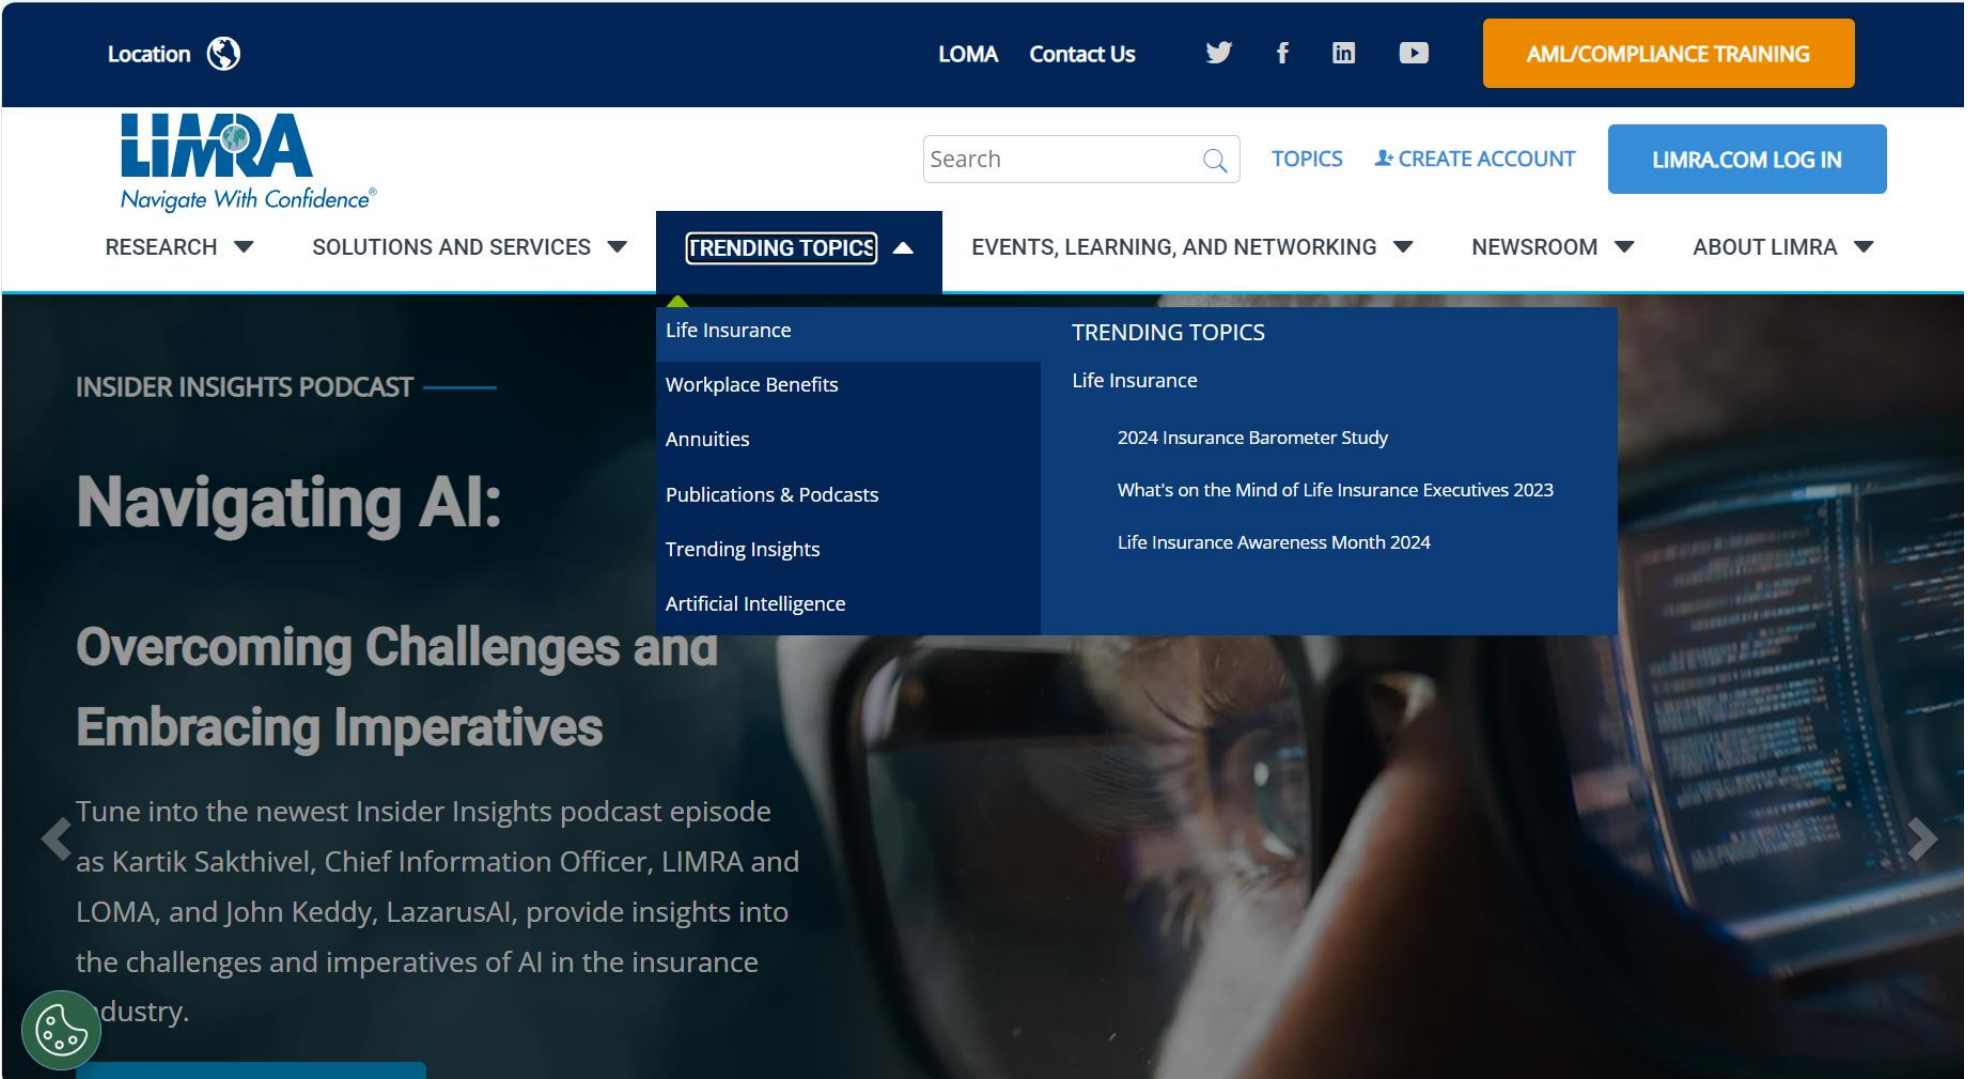 Location
LOMA Contact Us
AML/COMPLIANCE TRAINING
LIMRA
Navigate With Confidence®
Search
TOPICS
CREATE ACCOUNT
LIMRA.COM LOG IN
RESEARCH
SOLUTIONS AND SERVICES
TRENDING TOPICS
EVENTS, LEARNING, AND NETWORKING
NEWSROOM
ABOUT LIMRA
Life Insurance
Workplace Benefits
Annuities
Publications & Podcasts
Trending Insights
Artificial Intelligence
TRENDING TOPICS
Life Insurance
2024 Insurance Barometer Study
What's on the Mind of Life Insurance Executives 2023
Life Insurance Awareness Month 2024
INSIDER INSIGHTS PODCAST
Navigating AI:
Overcoming Challenges and
Embracing Imperatives
Tune into the newest Insider Insights podcast episode
as Kartik Sakthivel, Chief Information Officer, LIMRA and
LOMA, and John Keddy, LazarusAI, provide insights into
the challenges and imperatives of AI in the insurance
dustry.